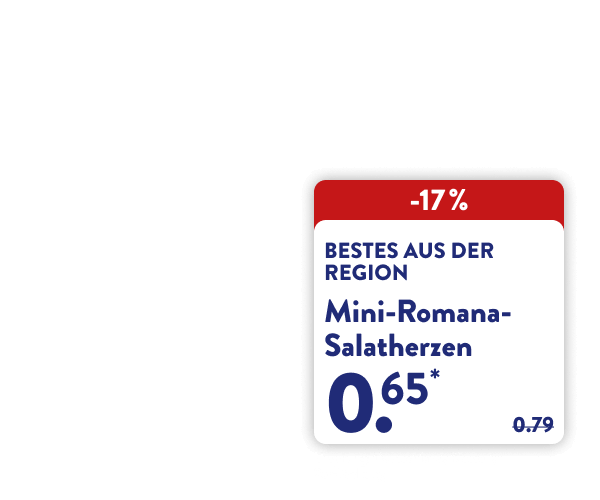 -17%
BESTES AUS DER
REGION
Mini-Romana-
Salatherzen
0.65*
0.79